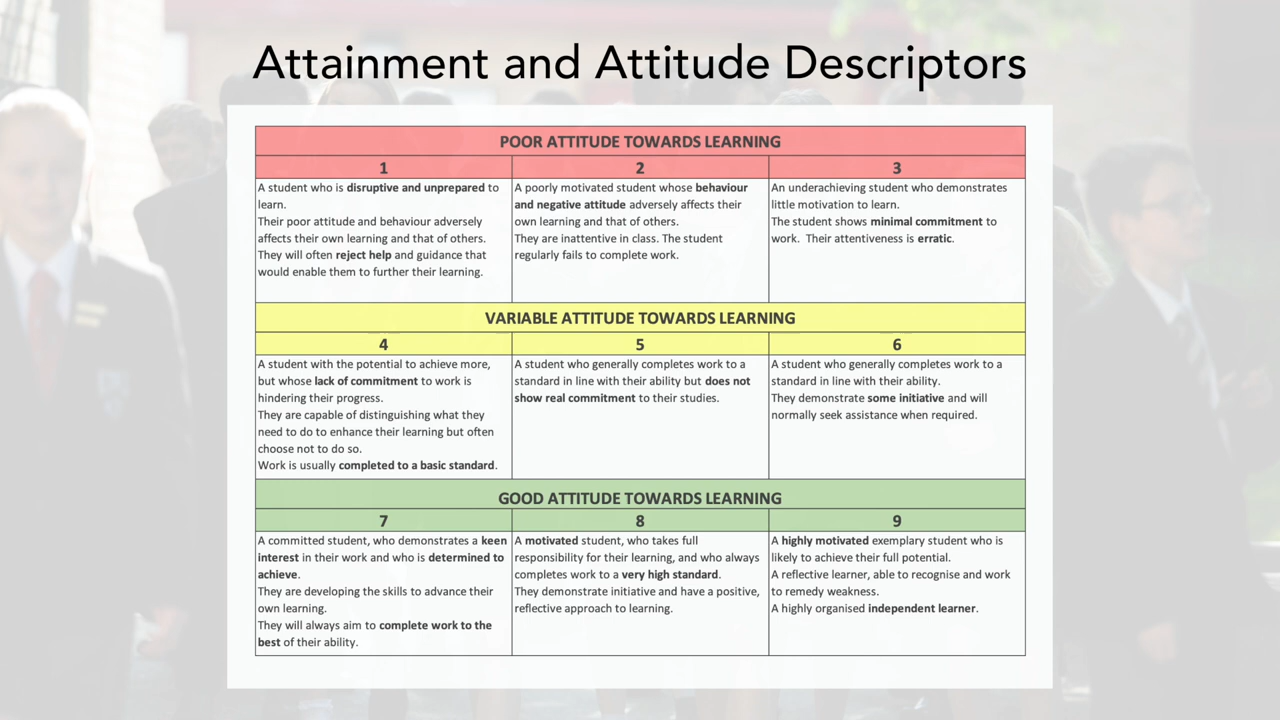 Attainment and Attitude Descriptors
POOR ATTITUDE TOWARDS LEARNING
1
A student who is disruptive and unprepared to
learn.
Their poor attitude and behaviour adversely
affects their own learning and that of others.
They will often reject help and guidance that
would enable them to further their learning.
2
A poorly motivated student whose behaviour
and negative attitude adversely affects their
own learning and that of others.
They are inattentive in class. The student
regularly fails to complete work.
3
An underachieving student who demonstrates
little motivation to learn.
The student shows minimal commitment to
work. Their attentiveness is erratic.
VARIABLE ATTITUDE TOWARDS LEARNING
4
A student with the potential to achieve more,
but whose lack of commitment to work is
hindering their progress.
They are capable of distinguishing what they
need to do to enhance their learning but often
choose not to do so.
Work is usually completed to a basic standard.
5
A student who generally completes work to a
standard in line with their ability but does not
show real commitment to their studies.
6
A student who generally completes work to a
standard in line with their ability.
They demonstrate some initiative and will
normally seek assistance when required.
GOOD ATTITUDE TOWARDS LEARNING
7
A committed student, who demonstrates a keen
interest in their work and who is determined to
achieve.
They are developing the skills to advance their
own learning.
They will always aim to complete work to the
best of their ability.
8
A motivated student, who takes full
responsibility for their learning, and who always
completes work to a very high standard.
They demonstrate initiative and have a positive,
reflective approach to learning.
9
A highly motivated exemplary student who is
likely to achieve their full potential.
A reflective learner, able to recognise and work
to remedy weakness.
A highly organised independent learner.